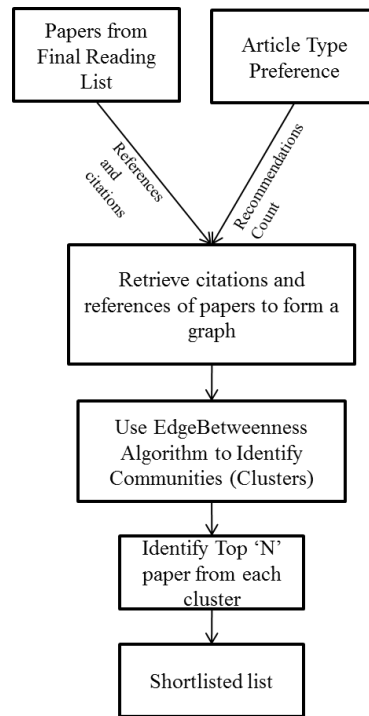 Papers from
Final Reading
List
Article Type
Preference
References
and
citations
Recommendations
Count
Retrieve citations and
references of papers to form a
graph
Use EdgeBetweenness
Algorithm to Identify
Communities (Clusters)
Identify Top ‘N’
paper from each
cluster
Shortlisted list